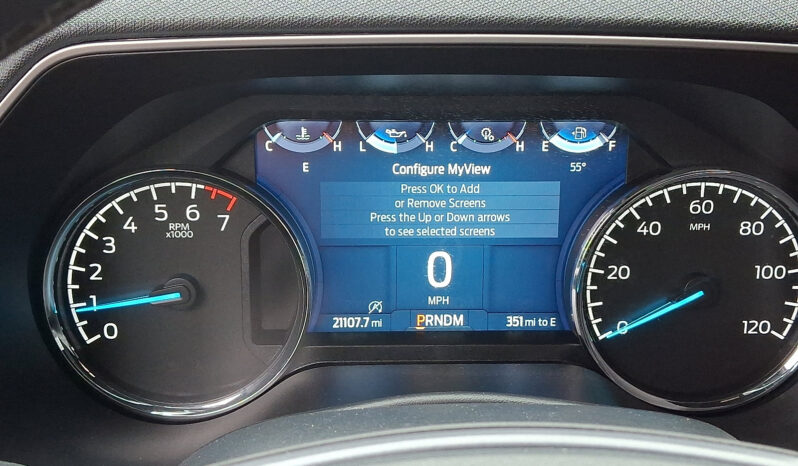 C H L H C H E F
E
Configure MyView
55°
Press OK to Add
or Remove Screens
Press the Up or Down arrows
to see selected screens
0
MPH
21107.7 mi
PRNDM
351 mi to E
0 1 2 3 4 5 6 7
RPM
x1000
0 20 40 60 80 100 120
MPH